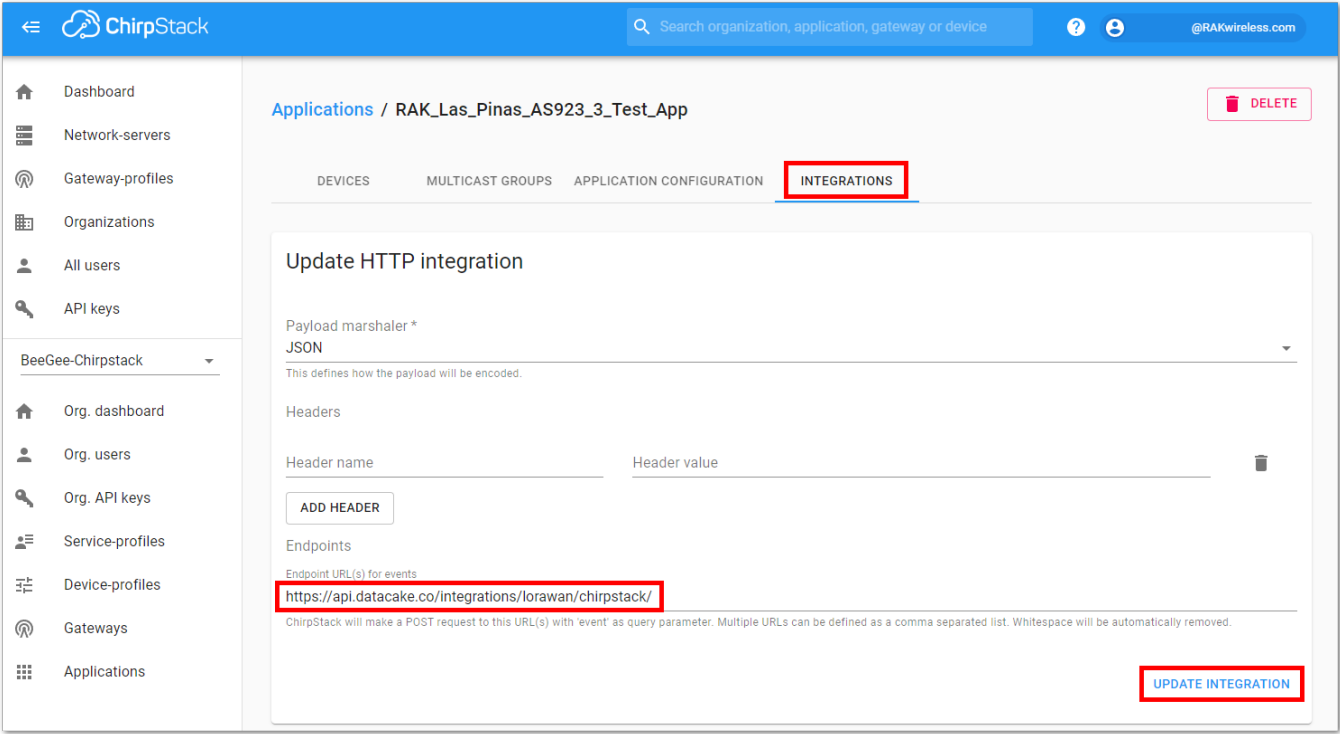 ChirpStack
Search organization, application, gateway or device
?
@RAKwireless.com
Dashboard
Network-servers
Gateway-profiles
Organizations
All users
API keys
BeeGee-Chirpstack
Org. dashboard
Org. users
Org. API keys
Service-profiles
Device-profiles
Gateways
Applications
Applications / RAK_Las_Pinas_AS923_3_Test_App
DELETE
DEVICES MULTICAST GROUPS APPLICATION CONFIGURATION INTEGRATIONS
Update HTTP integration
Payload marshaler *
JSON
This defines how the payload will be encoded.
Headers
Header name Header value
ADD HEADER
Endpoints
Endpoint URL(s) for events
https://api.datacake.co/integrations/lorawan/chirpstack/
ChirpStack will make a POST request to this URL(s) with 'event' as query parameter. Multiple URLs can be defined as a comma separated list. Whitespace will be automatically removed.
UPDATE INTEGRATION